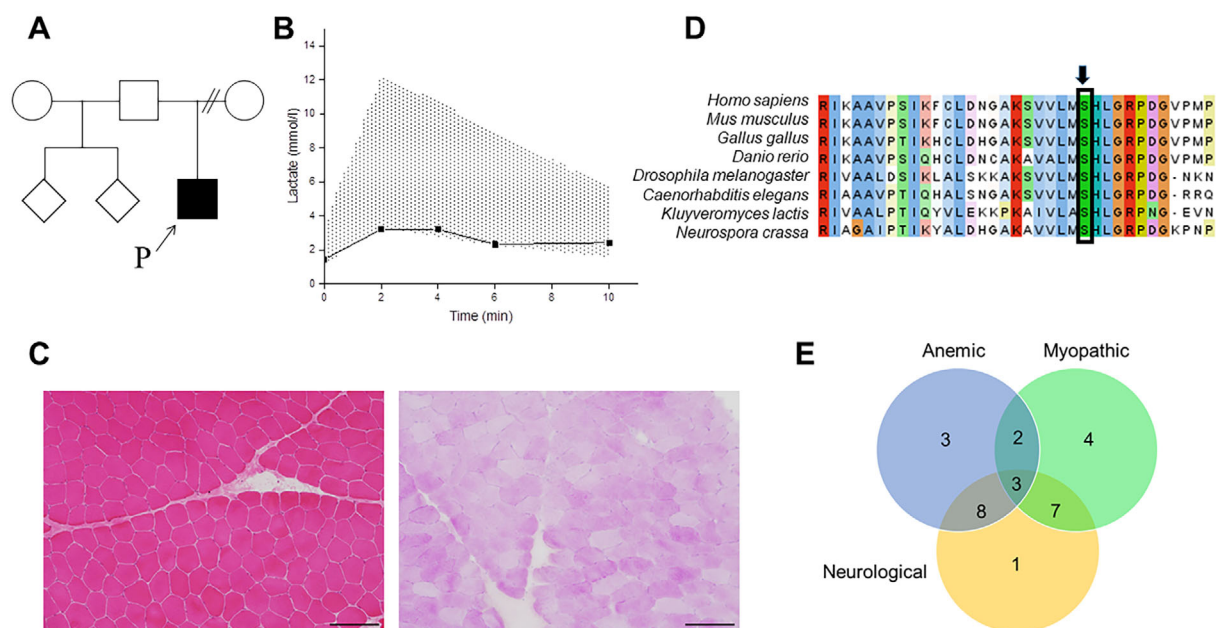 A
B
Lactate (mmol/l)
14
12
10
8
6
4
2
0
0 2 4 6 8 10
Time (min)
P
D
Homo sapiens RIKAAVPSIKFCLDNGAKSVVLMSHLGRPDGVPMP
Mus musculus RIKAAVPSIKFCLDNGAKSVVLMSHLGRPDGVPMP
Gallus gallus RIKAAVPTIKHCLDHGAKSVVLMSHLGRPDGVPMP
Danio rerio RIKAAVPSIQHCLDNCAKAVVLMSHLGRPDGVPMP
Drosophila melanogaster RIVAALDSIKLALSKKAKSVVLMSHLGRPDG-NKN
Caenorhabditis elegans RIAAAVPTIQHALSNGAKSVVLMSHLGRPDG-RRQ
Kluyveromyces lactis RIVAALPTIQYVLEKKPKAIVLASHLGRPNG-EVN
Neurospora crassa RIAGAIPTIKYALDHGAKAVVLMSHLGRPDGKPNP
C
E
Anemic
Myopathic
3
2
4
3
8
7
Neurological
1